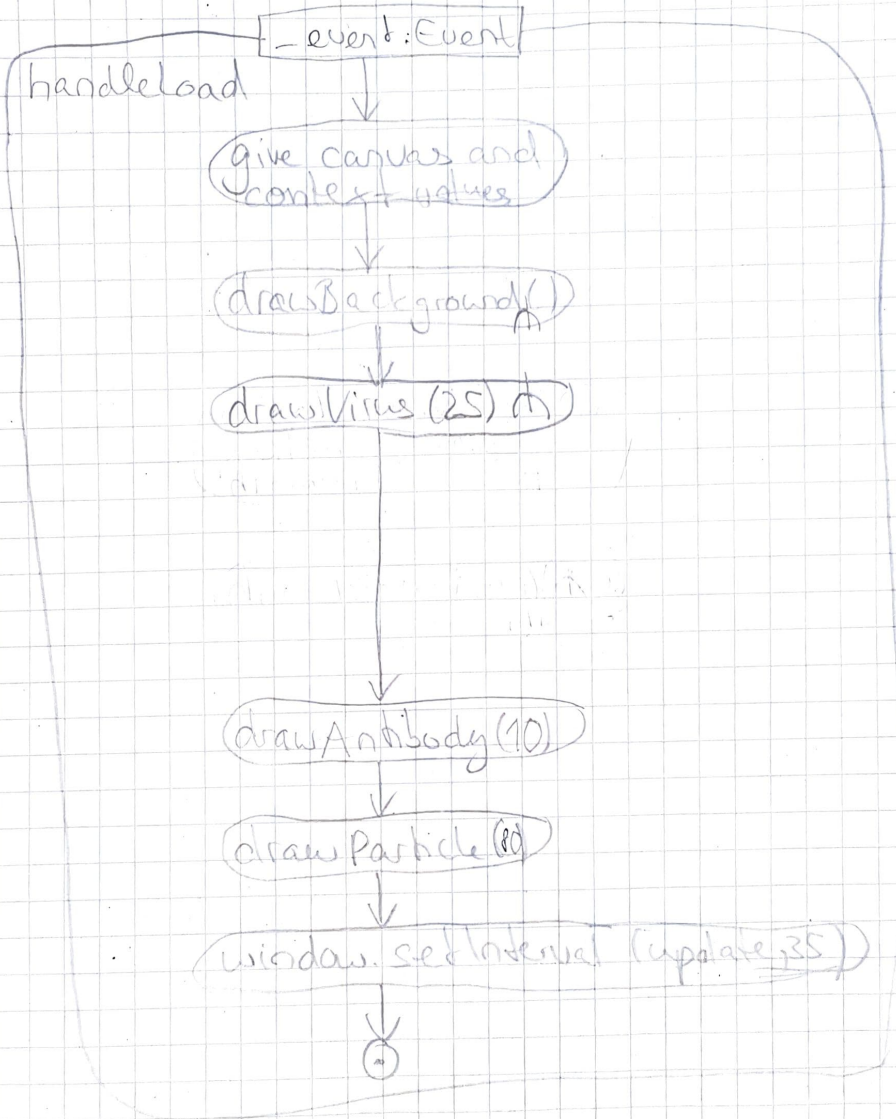 _event:Event
handleLoad
give canvas and
context values
drawBackground()
drawVirus (25)
drawAntibody(10)
drawParticle(80)
window.setInterval (update,35)